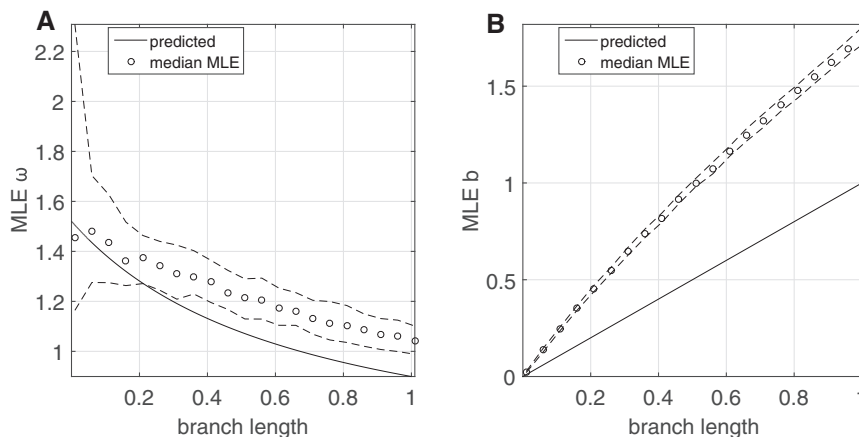 A
predicted
median MLE
2.2
2
1.8
1.6
1.4
1.2
1
MLE ω
0.2 0.4 0.6 0.8 1
branch length
B
predicted
median MLE
1.5
1
0.5
0
MLE b
0.2 0.4 0.6 0.8 1
branch length